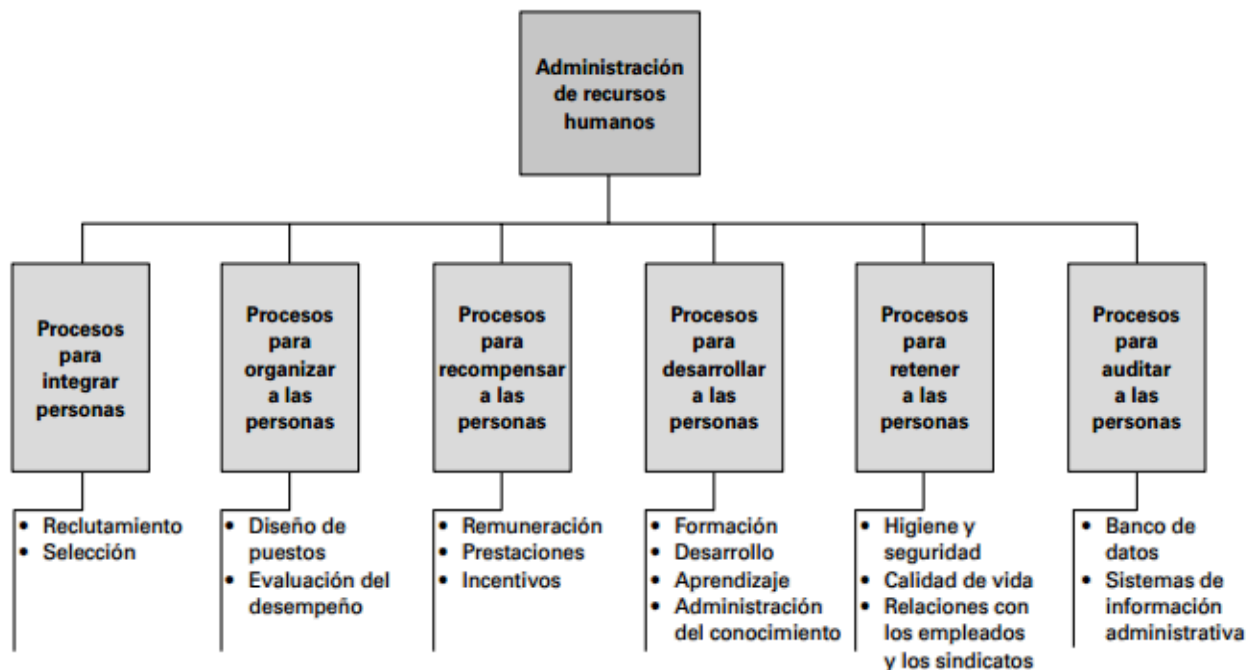 Administración
de recursos
humanos
Procesos
para
integrar
personas
Procesos
para
organizar
a las
personas
Procesos
para
recompensar
a las
personas
Procesos
para
desarrollar
a las
personas
Procesos
para
retener
a las
personas
Procesos
para
auditar
a las
personas
• Reclutamiento
• Selección
• Diseño de
puestos
• Evaluación del
desempeño
• Remuneración
• Prestaciones
• Incentivos
• Formación
• Desarrollo
• Aprendizaje
• Administración
del conocimiento
• Higiene y
seguridad
• Calidad de vida
• Relaciones con
los empleados
y los sindicatos
• Banco de
datos
• Sistemas de
información
administrativa